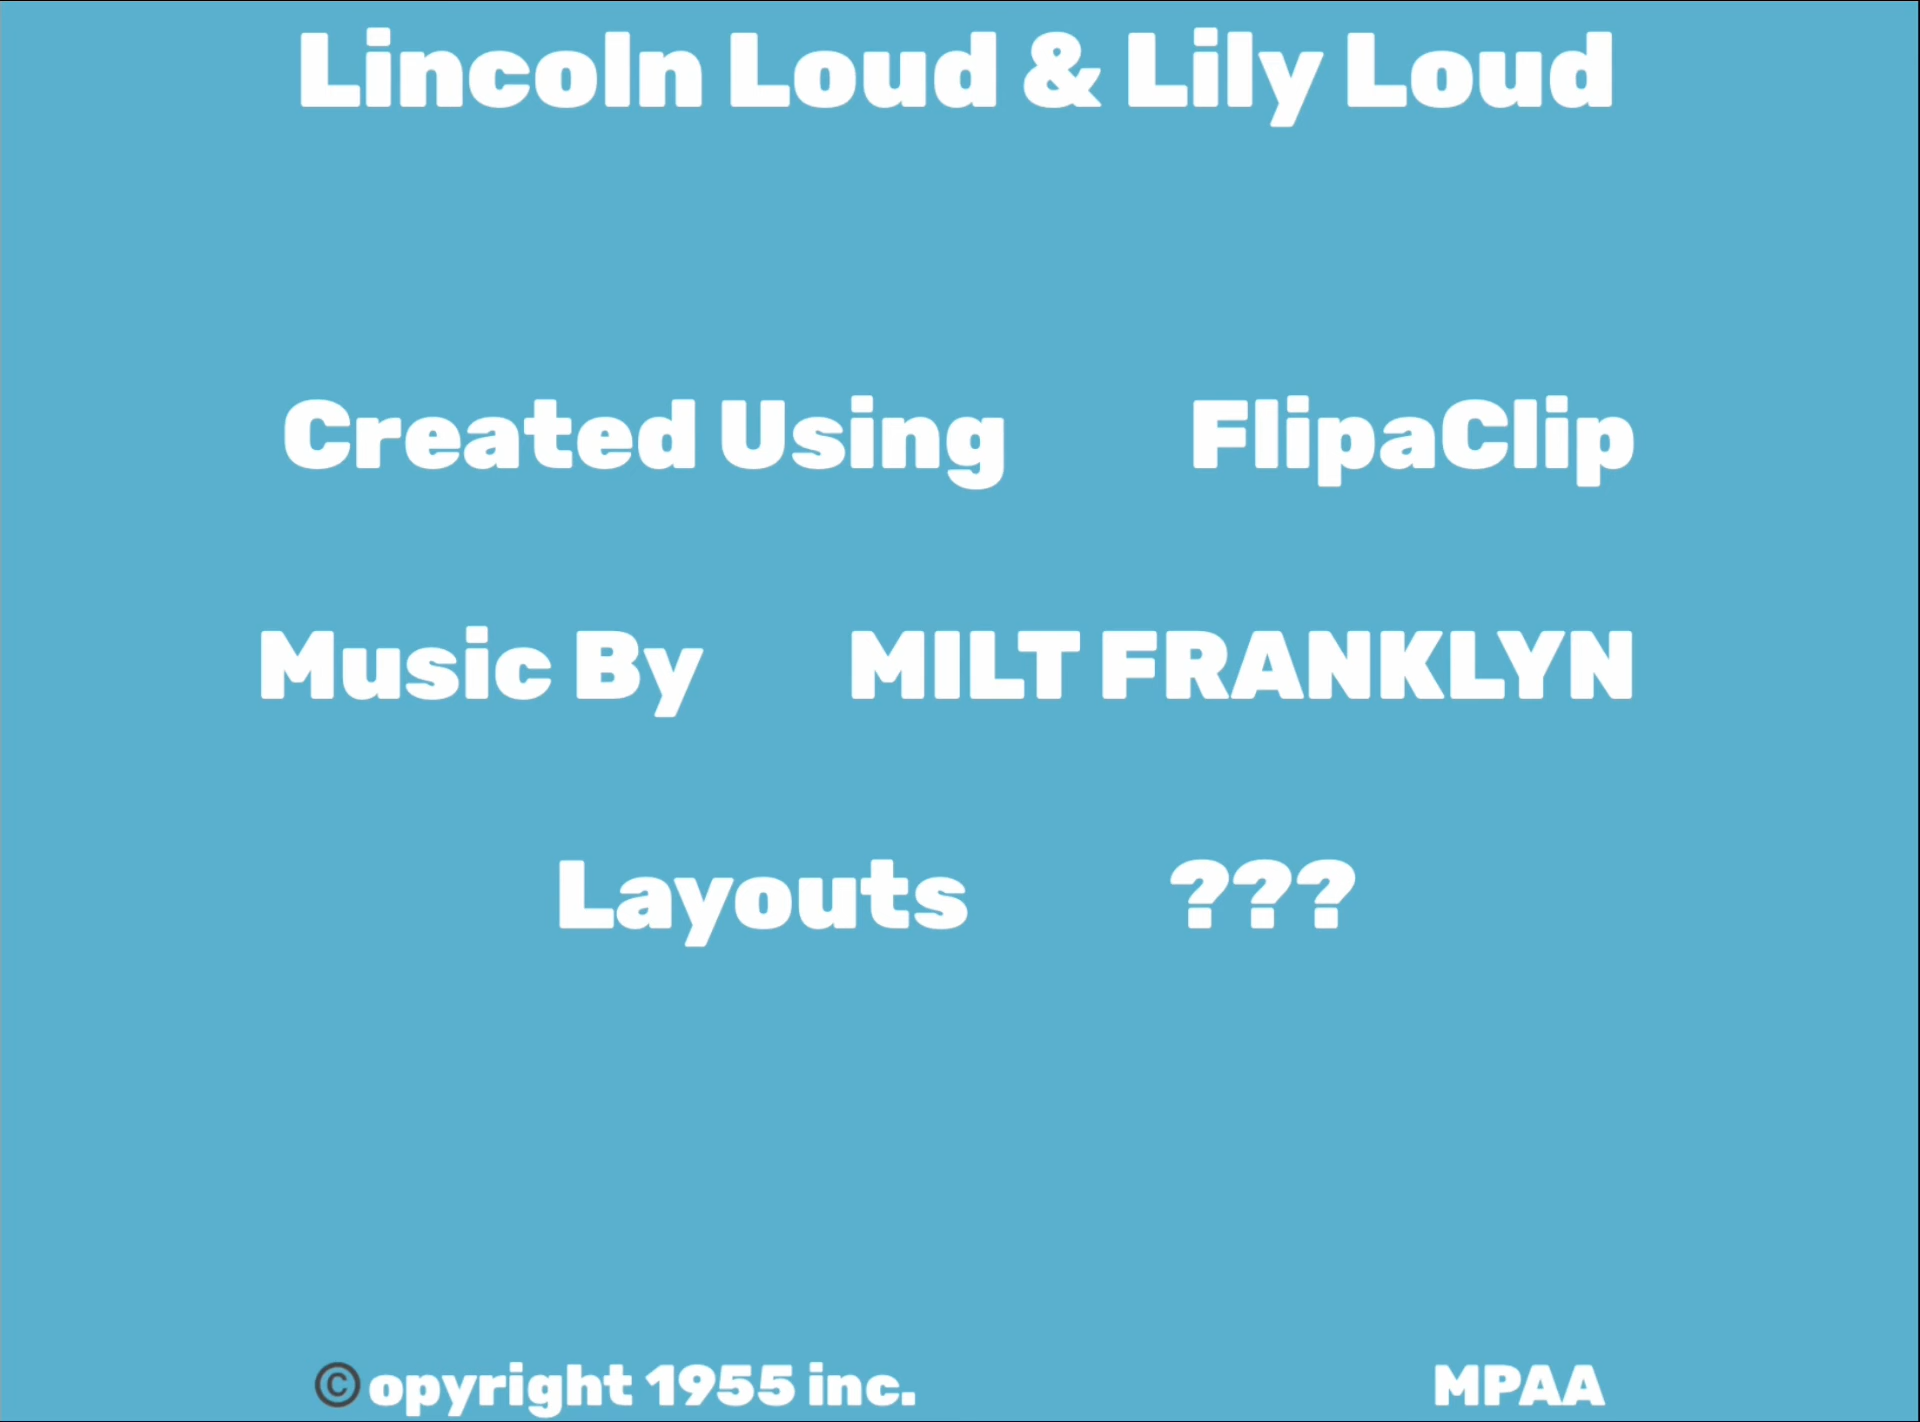 Lincoln Loud & Lily Loud
Created Using FlipaClip
Music By MILT FRANKLYN
Layouts ???
©opyright 1955 inc. MPAA